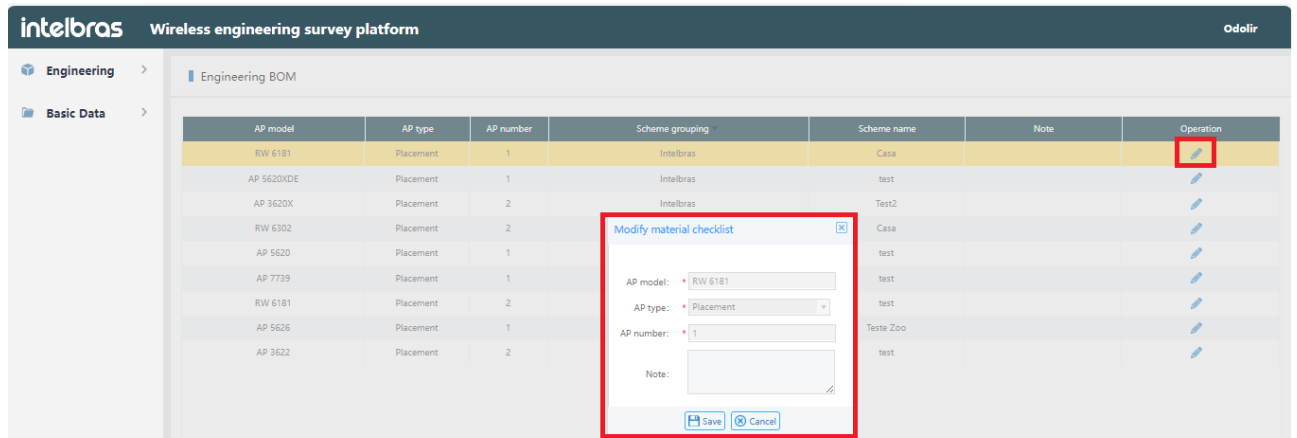 intelbras Wireless engineering survey platform Odolir
Engineering
Basic Data
Engineering BOM
AP model AP type AP number Scheme grouping Scheme name Note Operation
RW 6181 Placement 1 Intelbras Casa
AP 5620XDE Placement 1 Intelbras test
AP 3620X Placement 2 Intelbras Test2
RW 6302 Placement 2 Casa
AP 5620 Placement 1 test
AP 7739 Placement 1 test
RW 6181 Placement 2 test
AP 5626 Placement 1 Teste Zoo
AP 3622 Placement 2 test
Modify material checklist
AP model: * RW 6181
AP type: * Placement
AP number: * 1
Note:
Save Cancel